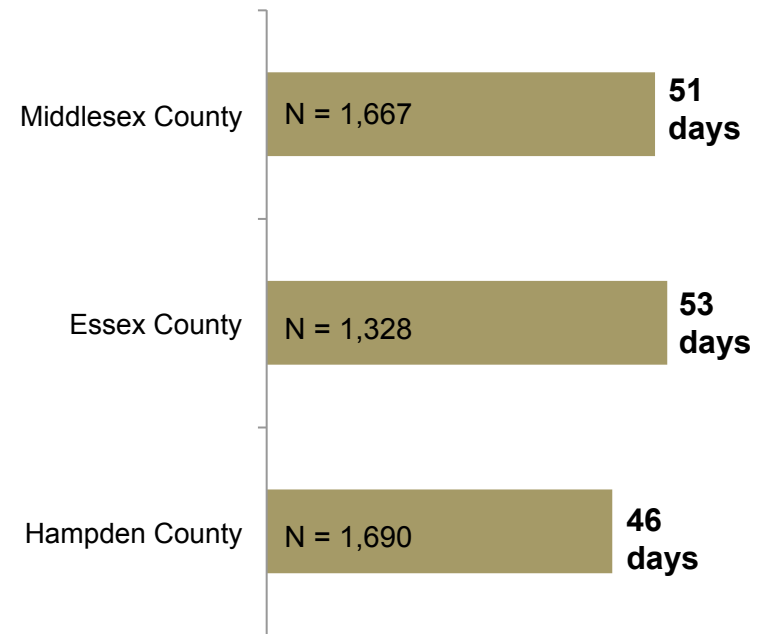 Middlesex County
N = 1,667
51
days
Essex County
N = 1,328
53
days
Hampden County
N = 1,690
46
days